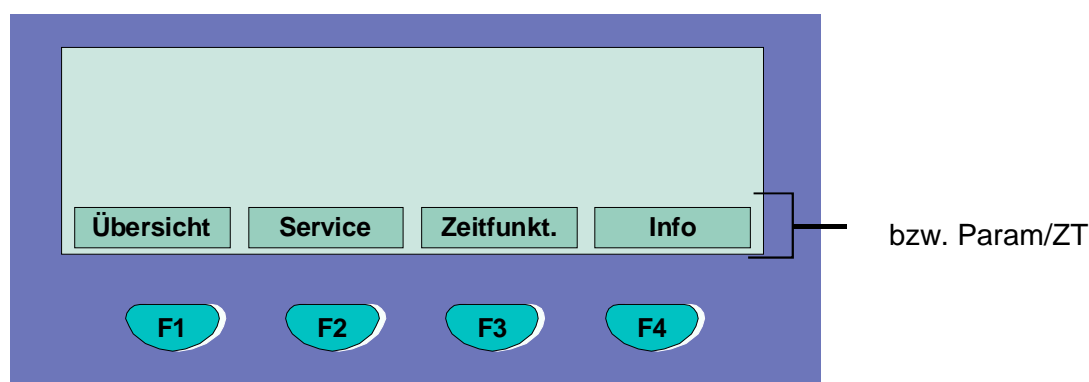 Übersicht Service Zeitfunkt. Info
bzw. Param/ZT
F1 F2 F3 F4